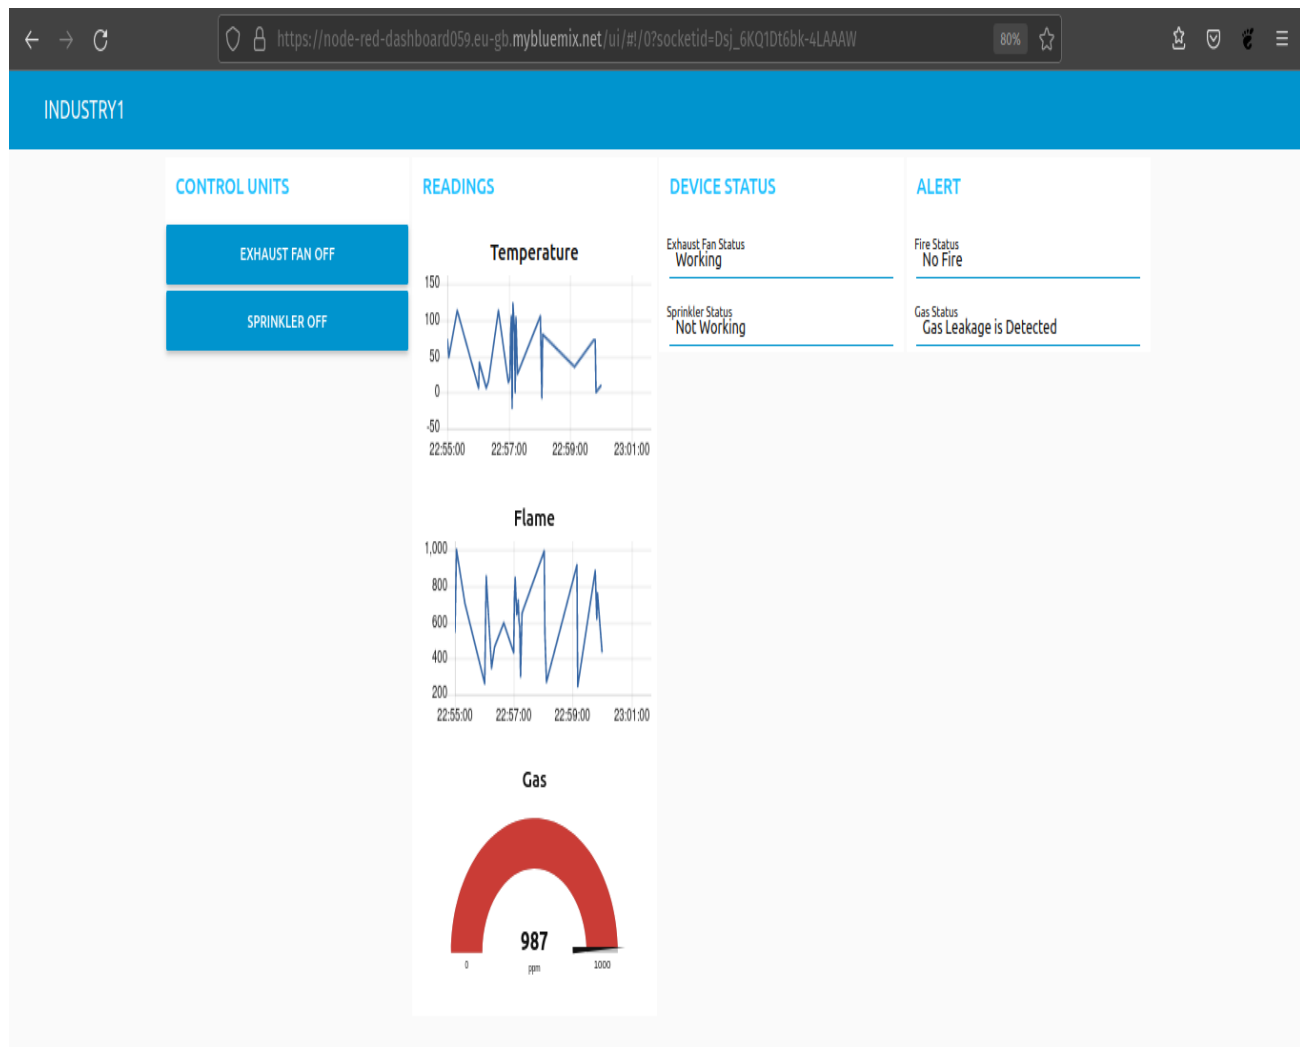 https://node-red-dashboard059.eu-gb.mybluemix.net/ui/#!/0?socketid=Dsj_6KQ1Dt6bk-4LAAAW
80%
INDUSTRY1
CONTROL UNITS
EXHAUST FAN OFF
SPRINKLER OFF
READINGS
Temperature
150
100
50
0
-50
22:55:00 22:57:00 22:59:00 23:01:00
Flame
1,000
800
600
400
200
22:55:00 22:57:00 22:59:00 23:01:00
Gas
987
ppm
0 1000
DEVICE STATUS
Exhaust Fan Status
Working
Sprinkler Status
Not Working
ALERT
Fire Status
No Fire
Gas Status
Gas Leakage is Detected